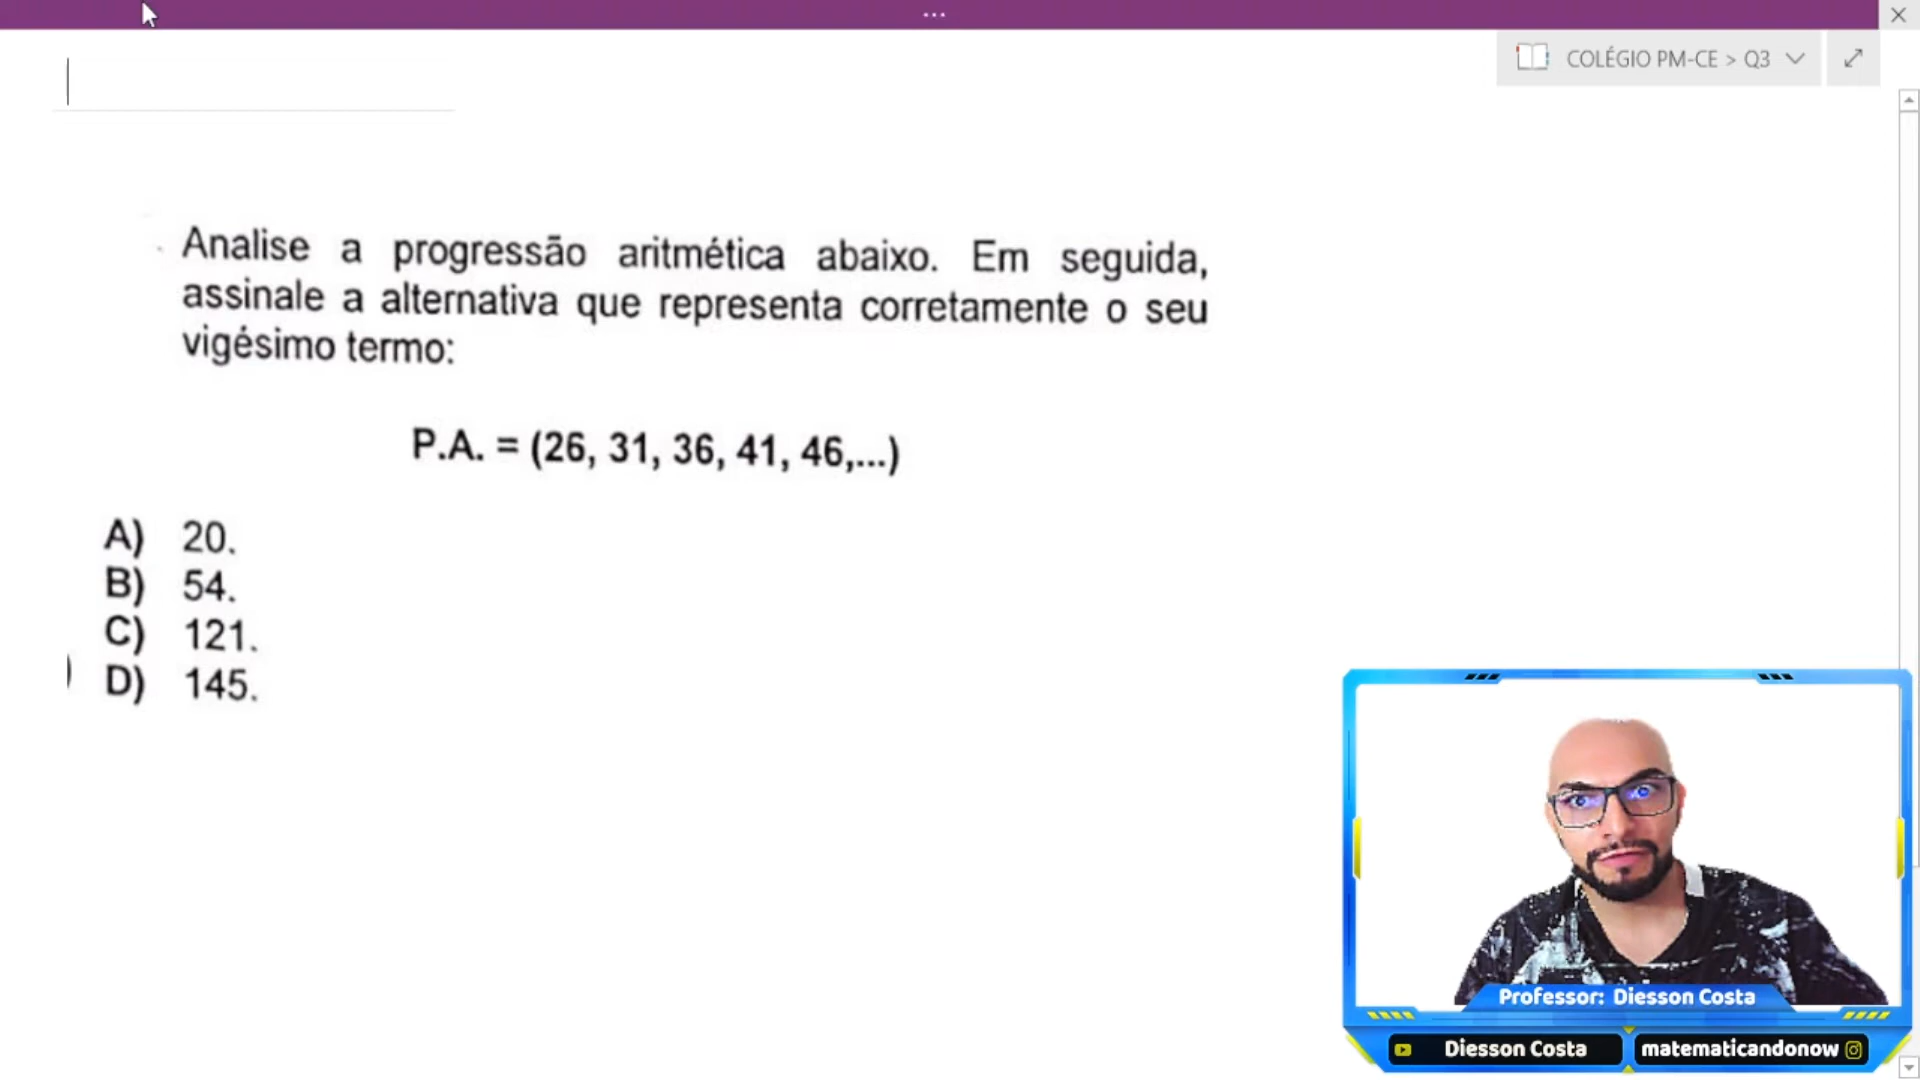 ...
COLÉGIO PM-CE > Q3
Analise a progressão aritmética abaixo. Em seguida,
assinale a alternativa que representa corretamente o seu
vigésimo termo:
P.A. = (26, 31, 36, 41, 46,...)
A) 20.
B) 54.
C) 121.
) D) 145.
Professor: Diesson Costa
Diesson Costa
matematicandonow